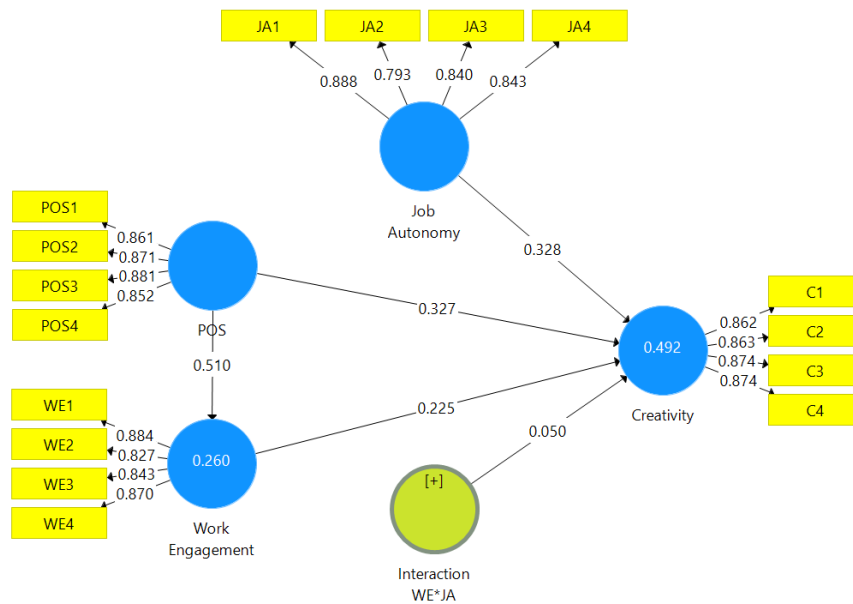 JA1 JA2 JA3 JA4
0.888 0.793 0.840 0.843
Job
Autonomy
0.328
POS1
POS2
POS3
POS4
0.861
0.871
0.881
0.852
POS
0.327
0.510
WE1
WE2
WE3
WE4
0.884
0.827
0.843
0.870
0.260
Work
Engagement
0.225
0.050
[+]
Interaction
WE*JA
0.492
Creativity
0.862
0.863
0.874
0.874
C1
C2
C3
C4